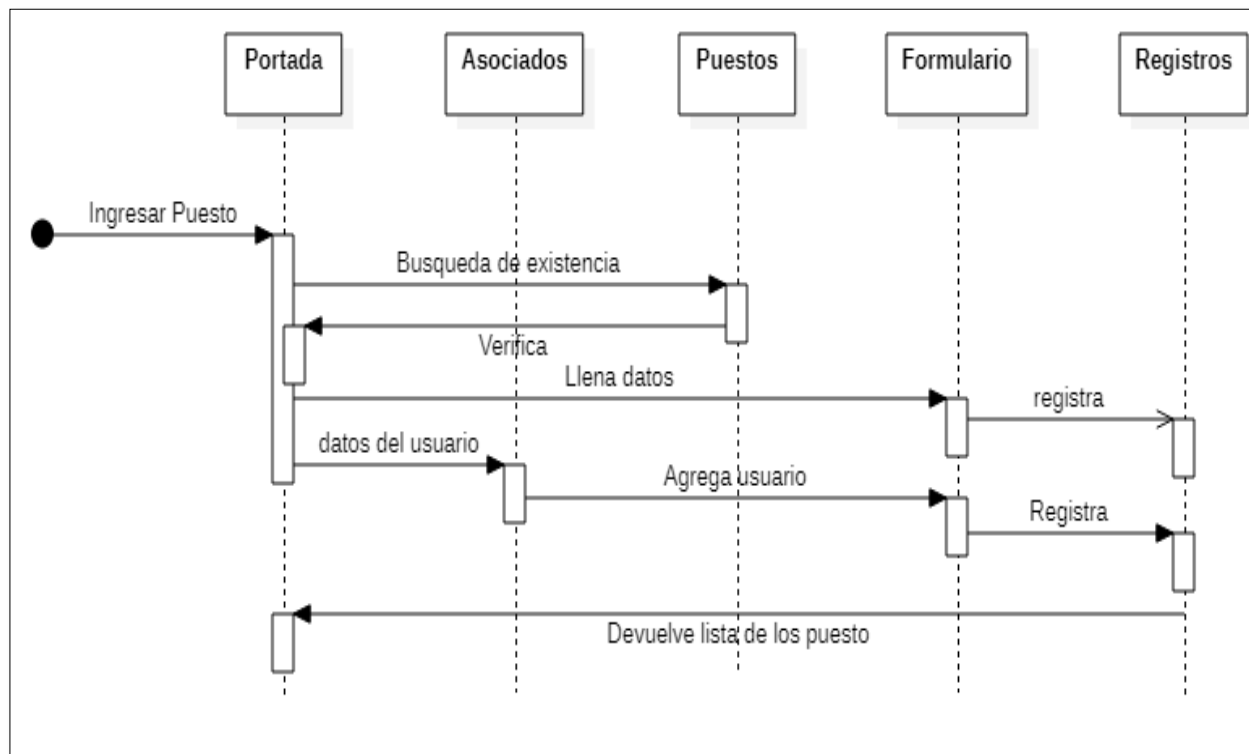 Portada
Asociados
Puestos
Formulario
Registros
Ingresar Puesto
Busqueda de existencia
Verifica
Llena datos
registra
datos del usuario
Agrega usuario
Registra
Devuelve lista de los puesto